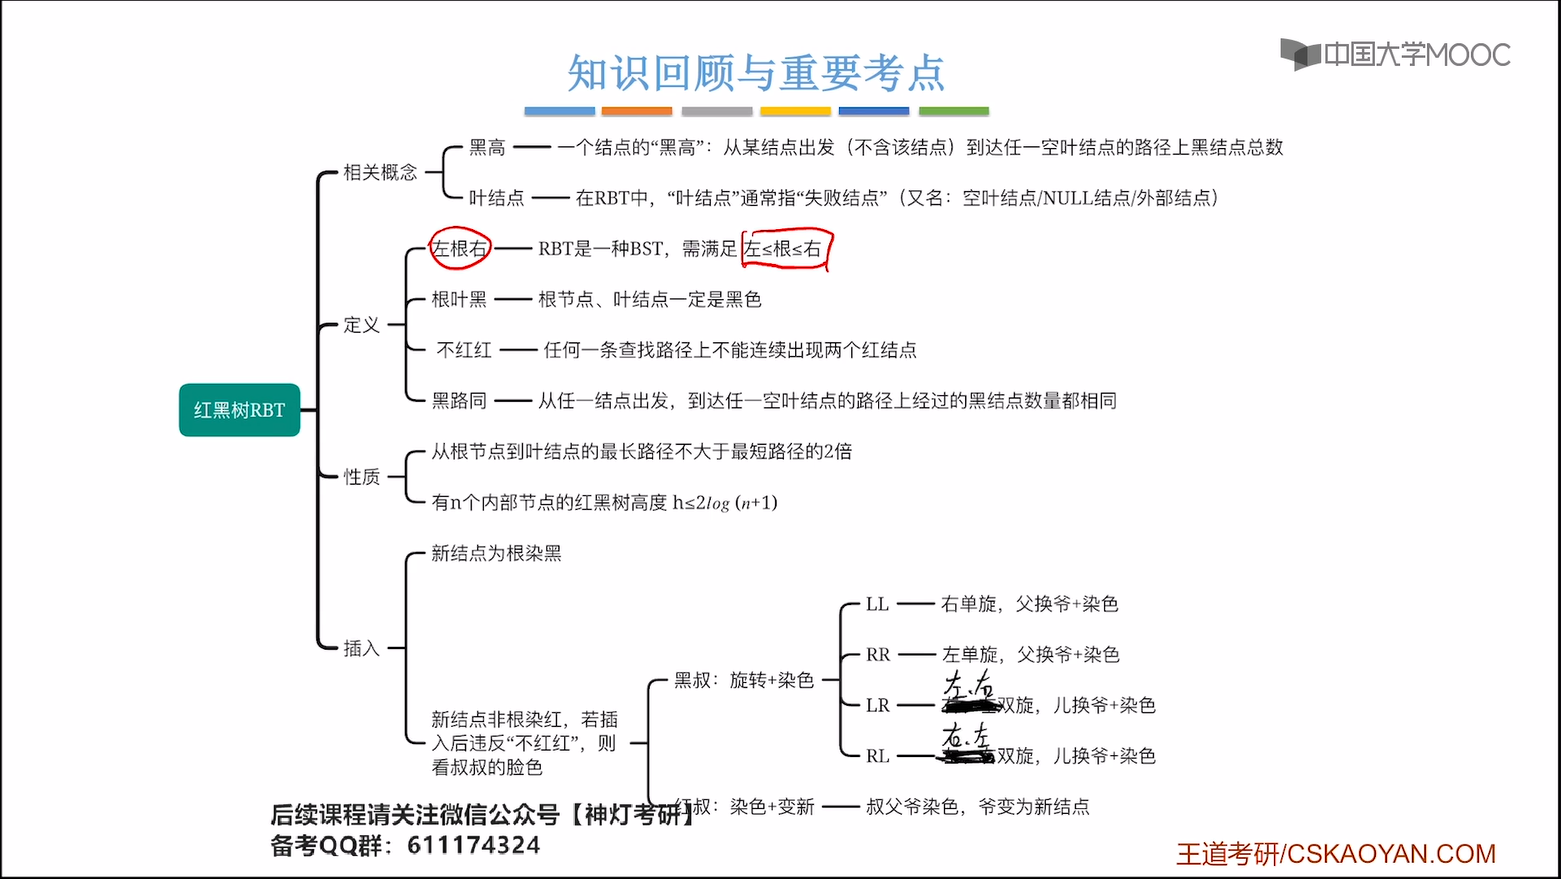 中国大学MOOC
知识回顾与重要考点
红黑树RBT
相关概念
黑高
一个结点的“黑高”：从某结点出发（不含该结点）到达任一空叶结点的路径上黑结点总数
叶结点
在RBT中，“叶结点”通常指“失败结点”（又名：空叶结点/NULL结点/外部结点）
定义
左根右
RBT是一种BST，需满足 左≤根≤右
根叶黑
根节点、叶结点一定是黑色
不红红
任何一条查找路径上不能连续出现两个红结点
黑路同
从任一结点出发，到达任一空叶结点的路径上经过的黑结点数量都相同
性质
从根节点到叶结点的最长路径不大于最短路径的2倍
有n个内部节点的红黑树高度 h≤2log (n+1)
插入
新结点为根染黑
新结点非根染红，若插
入后违反“不红红”，则
看叔叔的脸色
黑叔：旋转+染色
LL
右单旋，父换爷+染色
RR
左单旋，父换爷+染色
LR
左、右
双旋，儿换爷+染色
RL
右、左
双旋，儿换爷+染色
红叔：染色+变新
叔父爷染色，爷变为新结点
后续课程请关注微信公众号【神灯考研】
备考QQ群：611174324
王道考研/CSKAOYAN.COM